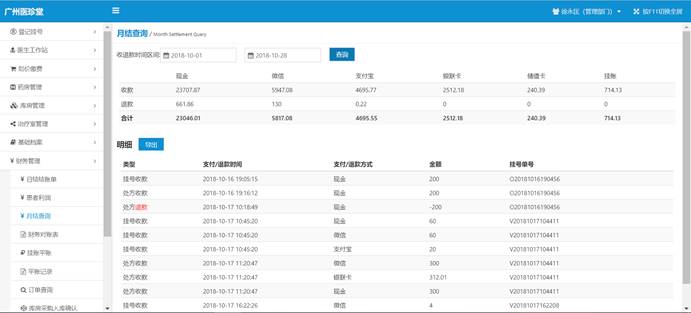 广州医珍堂
徐永匡（管理部门）
按F11切换全屏
登记挂号
医生工作站
划价缴费
药房管理
库房管理
治疗室管理
基础档案
¥ 财务管理
¥ 日结结账单
¥ 患者利润
¥ 月结查询
财务对账表
挂账平账
平账记录
订单查询
库房采购入库确认
月结查询 / Month Settlement Query
收退款时间区间: 2018-10-01 2018-10-28 查询
现金 微信 支付宝 银联卡 储值卡 挂账
收款 23707.87 5947.08 4695.77 2512.18 240.39 714.13
退款 661.86 130 0.22 0 0 0
合计 23046.01 5817.08 4695.55 2512.18 240.39 714.13
明细 导出
类型 支付/退款时间 支付/退款方式 金额 挂号单号
挂号收款 2018-10-16 19:05:15 现金 200 O20181016190456
处方收款 2018-10-16 19:16:12 现金 200 O20181016190456
处方退款 2018-10-17 10:18:49 现金 -200 O20181016190456
挂号收款 2018-10-17 10:45:20 现金 60 V20181017104411
挂号收款 2018-10-17 10:45:20 微信 60 V20181017104411
挂号收款 2018-10-17 10:45:20 支付宝 20 V20181017104411
处方收款 2018-10-17 11:20:47 微信 300 V20181017104411
处方收款 2018-10-17 11:20:47 银联卡 312.01 V20181017104411
处方收款 2018-10-17 11:20:47 现金 300 V20181017104411
挂号收款 2018-10-17 16:22:26 微信 4 V20181017162208